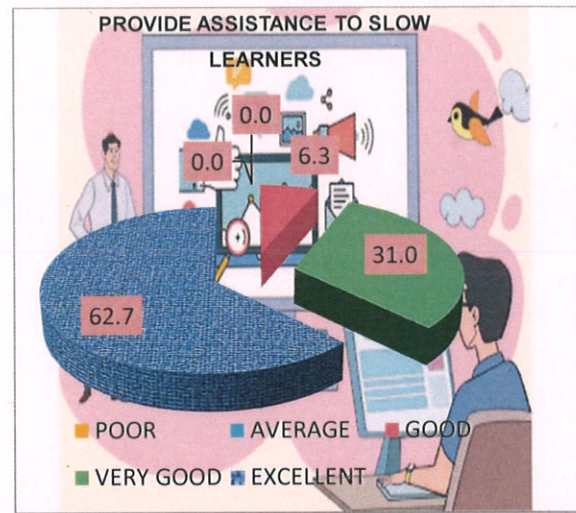 PROVIDE ASSISTANCE TO SLOW
LEARNERS
0.0
0.0
6.3
31.0
62.7
POOR AVERAGE GOOD
VERY GOOD EXCELLENT